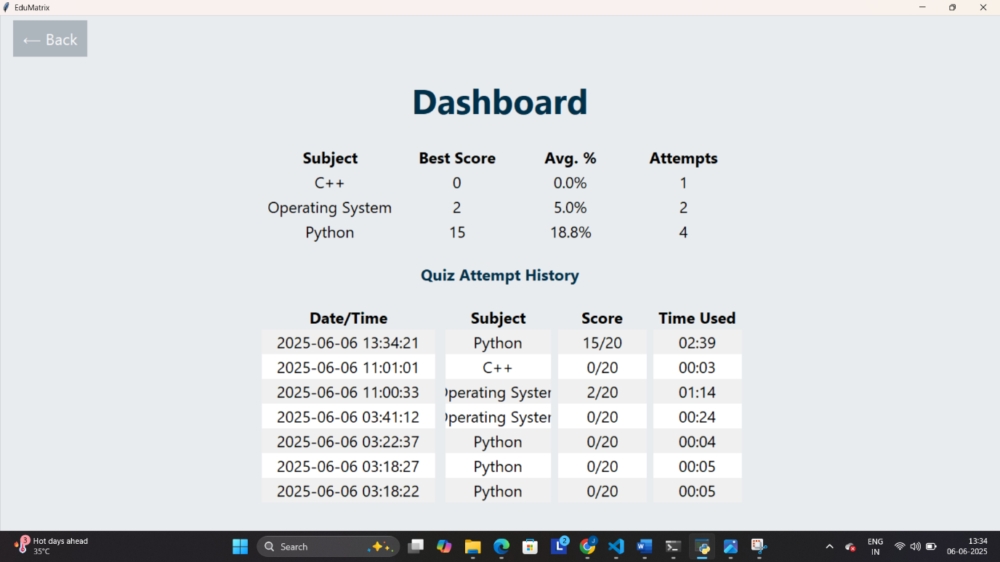 EduMatrix
← Back
Dashboard
Subject Best Score Avg. % Attempts
C++ 0 0.0% 1
Operating System 2 5.0% 2
Python 15 18.8% 4
Quiz Attempt History
Date/Time Subject Score Time Used
2025-06-06 13:34:21 Python 15/20 02:39
2025-06-06 11:01:01 C++ 0/20 00:03
2025-06-06 11:00:33 perating Syste 2/20 01:14
2025-06-06 03:41:12 perating Syste 0/20 00:24
2025-06-06 03:22:37 Python 0/20 00:04
2025-06-06 03:18:27 Python 0/20 00:05
2025-06-06 03:18:22 Python 0/20 00:05
3 Hot days ahead
35°C
Search
2
J
ENG
IN
13:34
06-06-2025